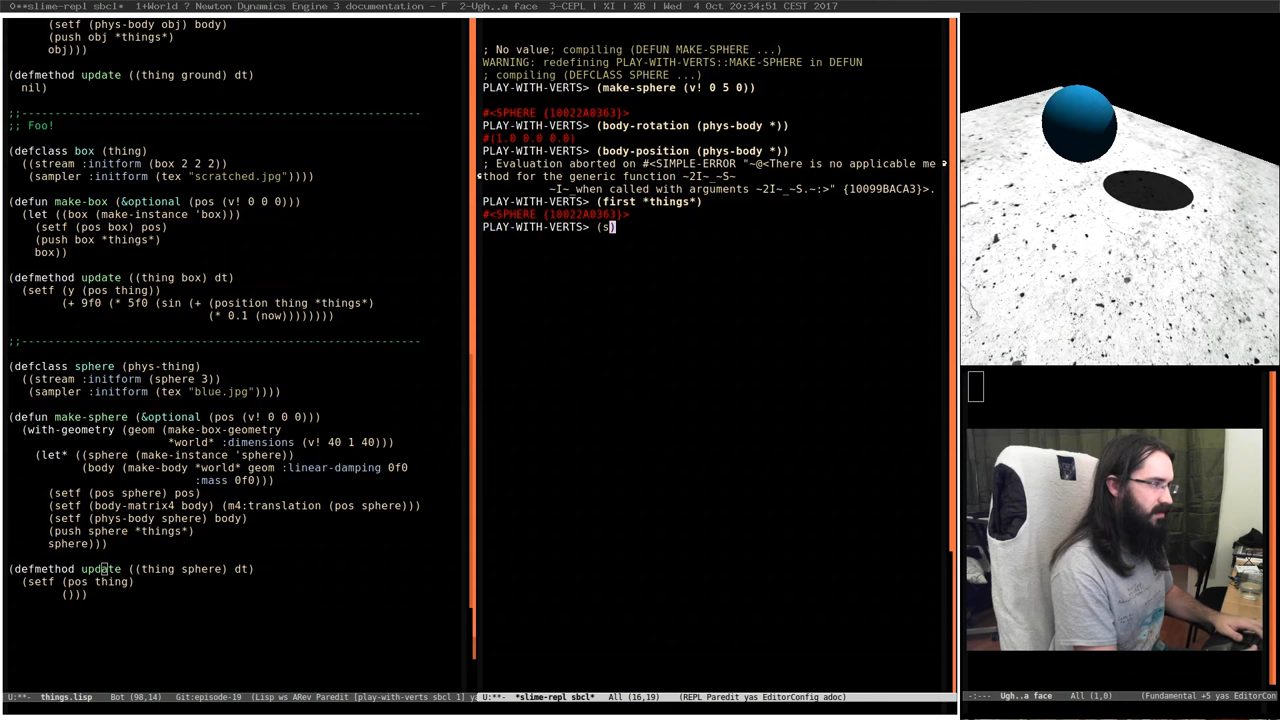 0**slime-repl sbcl* 1+World ? Newton Dynamics Engine 3 documentation - F 2-Ugh..a face 3-CEPL | %I | %B | Wed 4 Oct 20:34:51 CEST 2017
(setf (phys-body obj) body)
(push obj *things*)
obj)))
(defmethod update ((thing ground) dt)
nil)
;;------------------------------------------------------------
;; Foo!
(defclass box (thing)
((stream :initform (box 2 2 2))
(sampler :initform (tex "scratched.jpg"))))
(defun make-box (&optional (pos (v! 0 0 0)))
(let ((box (make-instance 'box)))
(setf (pos box) pos)
(push box *things*)
box))
(defmethod update ((thing box) dt)
(setf (y (pos thing))
(+ 9f0 (* 5f0 (sin (+ (position thing *things*)
(* 0.1 (now))))))))
;;------------------------------------------------------------
(defclass sphere (phys-thing)
((stream :initform (sphere 3))
(sampler :initform (tex "blue.jpg"))))
(defun make-sphere (&optional (pos (v! 0 0 0)))
(with-geometry (geom (make-box-geometry
*world* :dimensions (v! 40 1 40)))
(let* ((sphere (make-instance 'sphere))
(body (make-body *world* geom :linear-damping 0f0
:mass 0f0)))
(setf (pos sphere) pos)
(setf (body-matrix4 body) (m4:translation (pos sphere)))
(setf (phys-body sphere) body)
(push sphere *things*)
sphere)))
(defmethod update ((thing sphere) dt)
(setf (pos thing)
()))
U:**- things.lisp Bot (98,14) Git:episode-19 (Lisp ws ARev Paredit [play-with-verts sbcl 1] ya
; No value; compiling (DEFUN MAKE-SPHERE ...)
WARNING: redefining PLAY-WITH-VERTS::MAKE-SPHERE in DEFUN
; compiling (DEFCLASS SPHERE ...)
PLAY-WITH-VERTS> (make-sphere (v! 0 5 0))
#<SPHERE {10022A0363}>
PLAY-WITH-VERTS> (body-rotation (phys-body *))
#(1.0 0.0 0.0 0.0)
PLAY-WITH-VERTS> (body-position (phys-body *))
; Evaluation aborted on #<SIMPLE-ERROR "~@<There is no applicable me
thod for the generic function ~2I~_~S~
~I~_when called with arguments ~2I~_~S.~:>" {10099BACA3}>.
PLAY-WITH-VERTS> (first *things*)
#<SPHERE {10022A0363}>
PLAY-WITH-VERTS> (s)
U:**- *slime-repl sbcl* All (16,19) (REPL Paredit yas EditorConfig adoc)
-:--- Ugh..a face All (1,0) (Fundamental +5 yas EditorCon